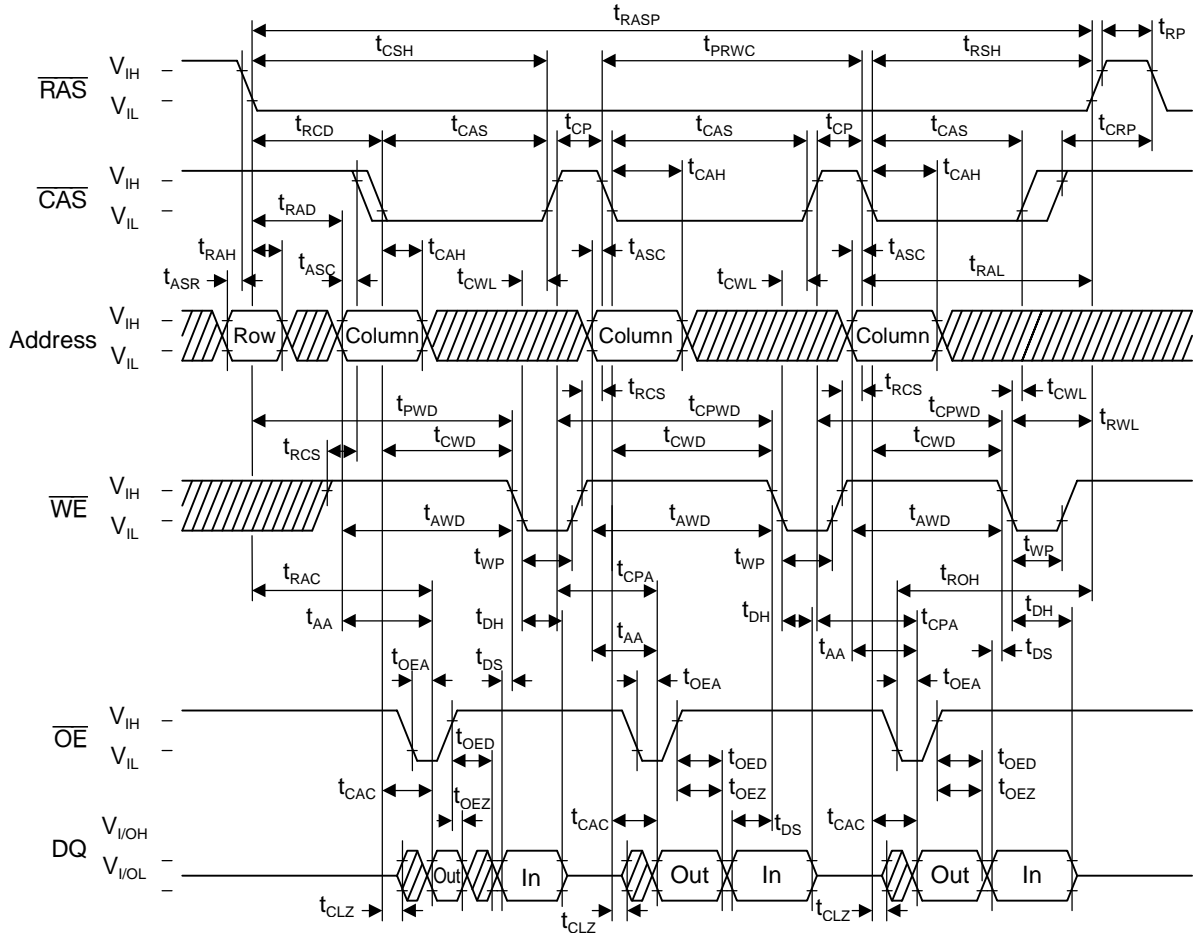 tRASP
tCSH tPRWC tRSH tRP
RAS VIH
VIL
tRCD tCAS tCP tCAS tCP tCAS tCRP
CAS VIH
VIL
tCAH tCAH
tRAD
tRAH tASC tCAH tASC tASC
tASR tCWL tCWL tRAL
Address VIH
VIL
Row Column Column Column
tRCS tRCS tCWL
tPWD tCPWD tCPWD tRWL
tCWD tCWD tCWD
tRCS
WE VIH
VIL
tAWD tAWD tAWD
tWP tWP tWP
tRAC tCPA tROH
tAA tDH tDH tCPA tDH
tAA tAA
tOEA tDS tOEA tOEA tDS
OE VIH
VIL
tOED tOED tOED
tCAC tOEZ tOEZ tOEZ
tCAC tDS tCAC
DQ VI/OH
VI/OL
Out In Out In Out In
tCLZ tCLZ tCLZ